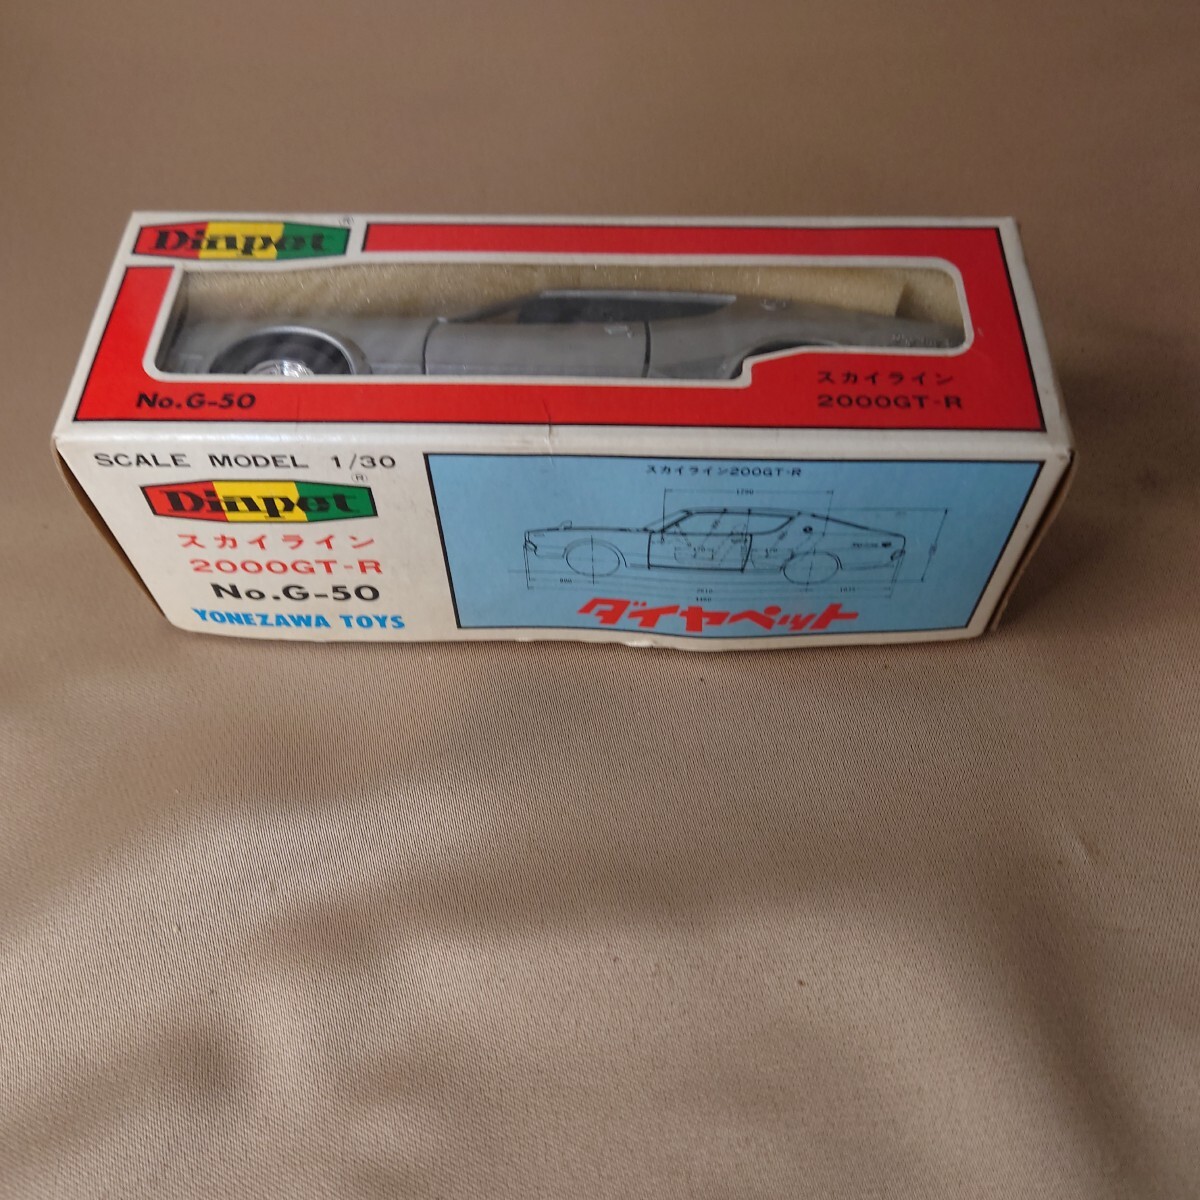 Diapet ®
No.G-50
スカイライン
2000GT-R
SCALE MODEL 1/30
Diapet ®
スカイライン
2000GT-R
No.G-50
YONEZAWA TOYS
スカイライン200GT-R
ダイヤペット